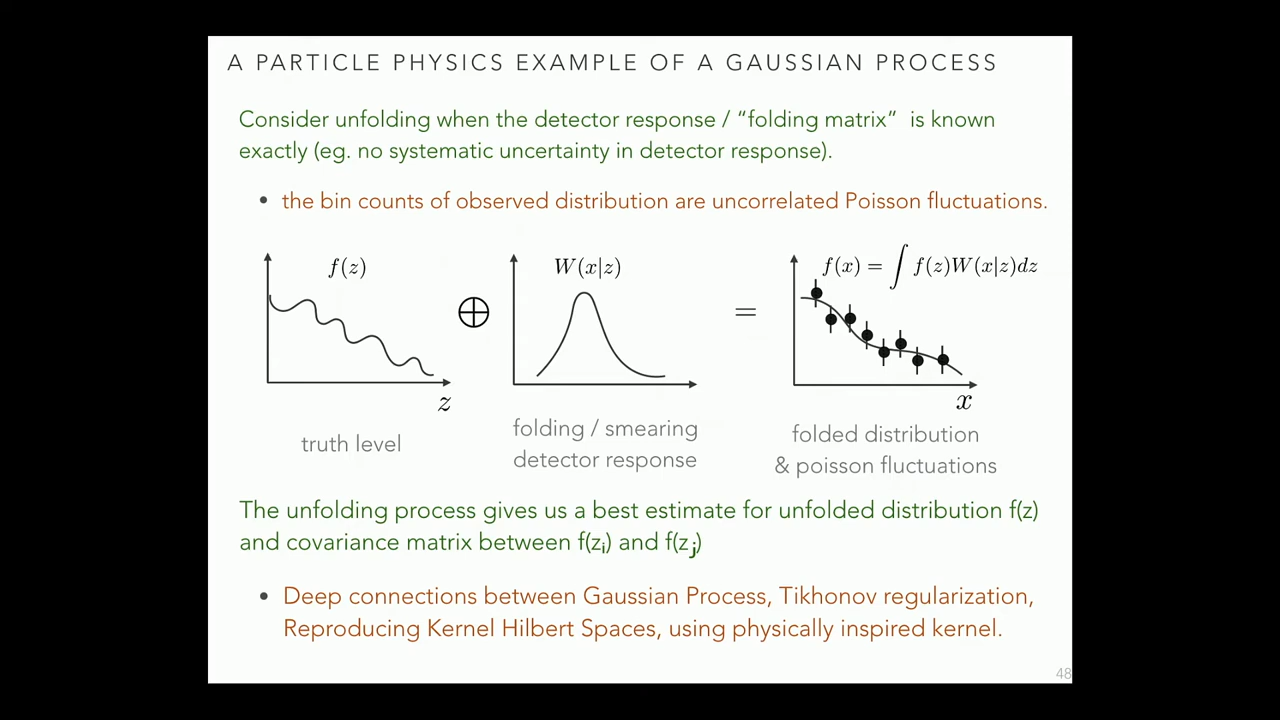 A PARTICLE PHYSICS EXAMPLE OF A GAUSSIAN PROCESS
Consider unfolding when the detector response / “folding matrix” is known
exactly (eg. no systematic uncertainty in detector response).
• the bin counts of observed distribution are uncorrelated Poisson fluctuations.
f(z)
⊕
W(x|z)
=
f(x) = ∫ f(z)W(x|z)dz
z
x
truth level
folding / smearing
detector response
folded distribution
& poisson fluctuations
The unfolding process gives us a best estimate for unfolded distribution f(z)
and covariance matrix between f(zᵢ) and f(zⱼ)
• Deep connections between Gaussian Process, Tikhonov regularization,
Reproducing Kernel Hilbert Spaces, using physically inspired kernel.
48